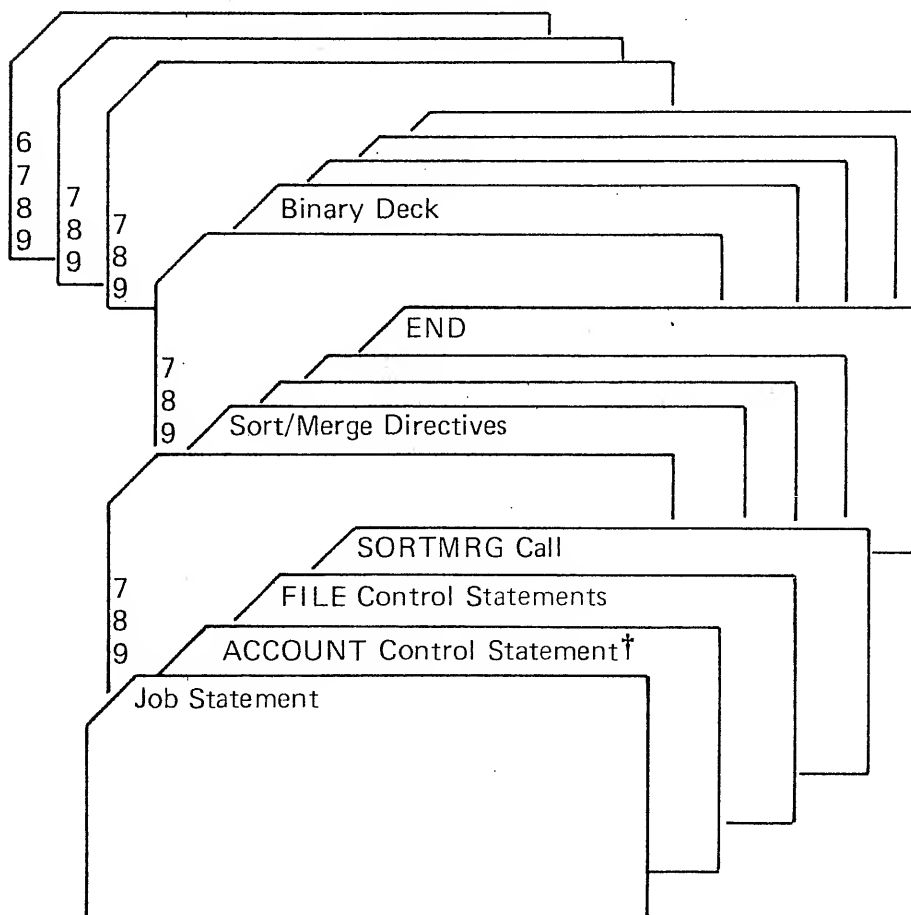 6
7
8
9
7
8
9
7
8
9
Binary Deck
7
8
9
END
Sort/Merge Directives
7
8
9
SORTMRG Call
FILE Control Statements
ACCOUNT Control Statement†
Job Statement